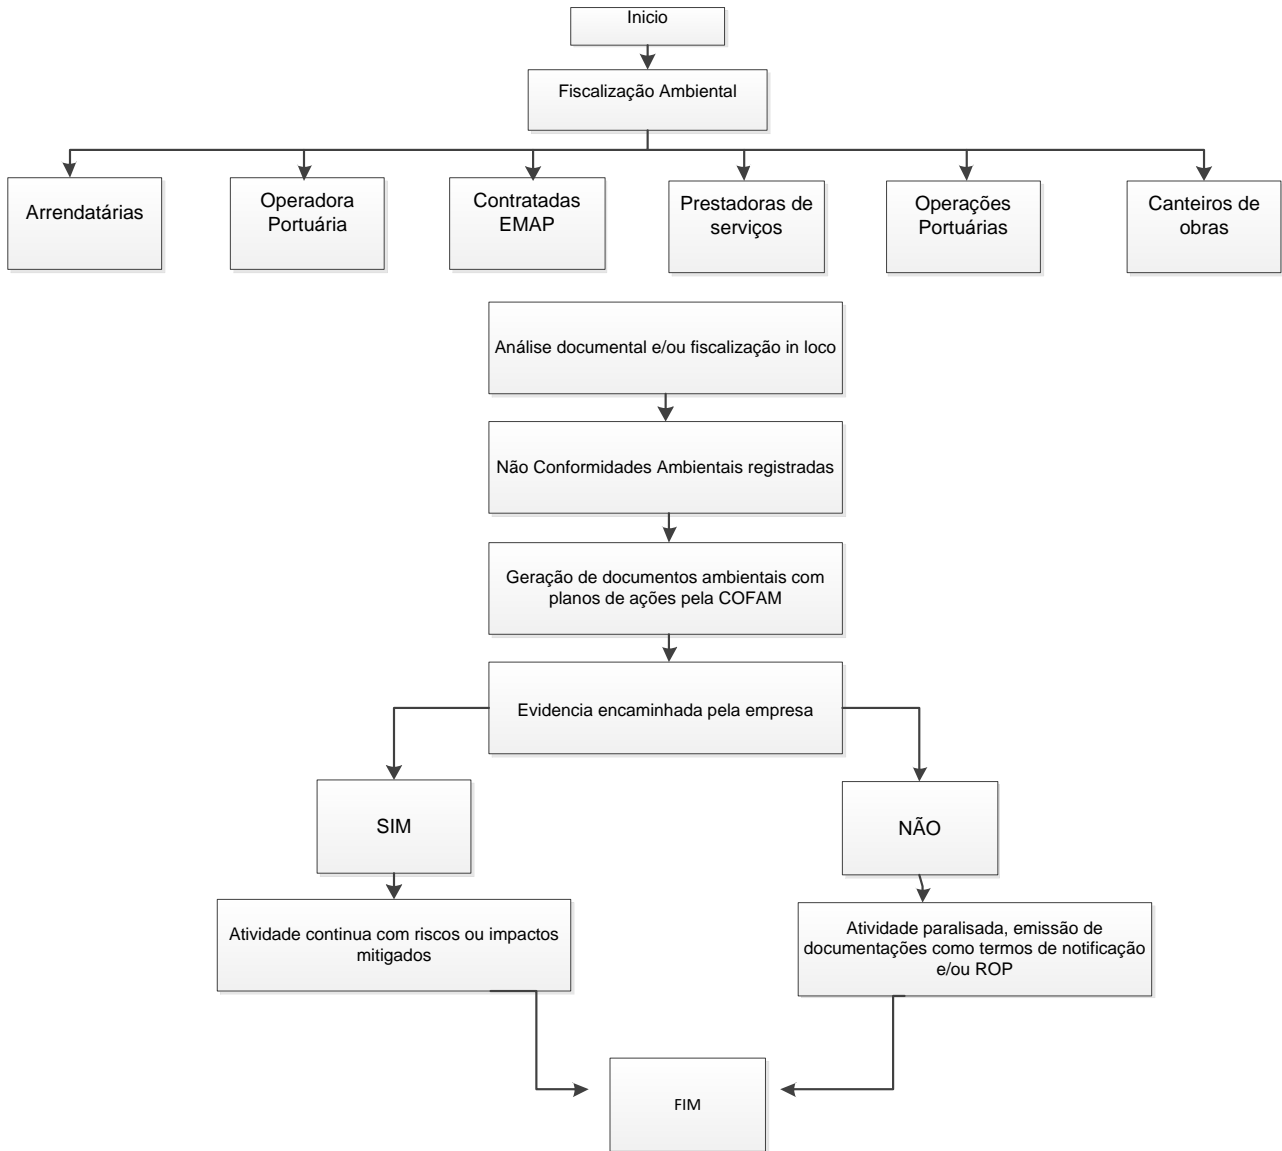 Inicio
Fiscalização Ambiental
Arrendatárias
Operadora
Portuária
Contratadas
EMAP
Prestadoras de
serviços
Operações
Portuárias
Canteiros de
obras
Análise documental e/ou fiscalização in loco
Não Conformidades Ambientais registradas
Geração de documentos ambientais com
planos de ações pela COFAM
Evidencia encaminhada pela empresa
SIM
NÃO
Atividade continua com riscos ou impactos
mitigados
Atividade paralisada, emissão de
documentações como termos de notificação
e/ou ROP
FIM